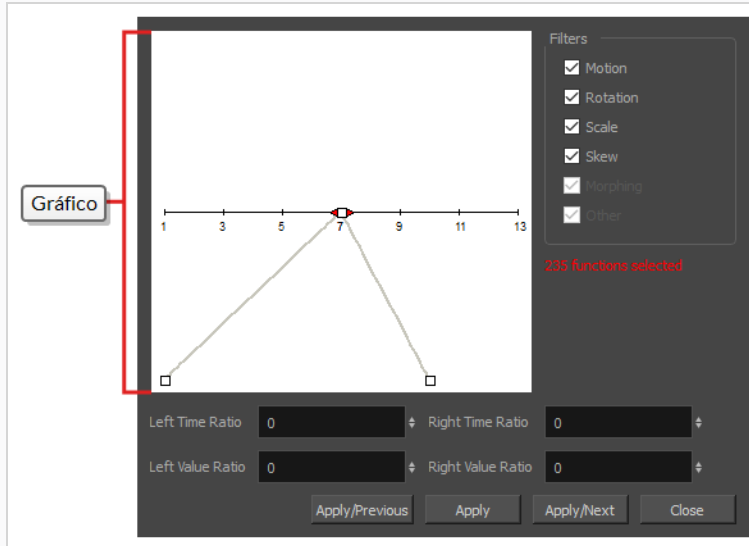 Gráfico
1 3 5 7 9 11 13
Filters
Motion
Rotation
Scale
Skew
Morphing
Other
235 functions selected
Left Time Ratio 0 Right Time Ratio 0
Left Value Ratio 0 Right Value Ratio 0
Apply/Previous Apply Apply/Next Close